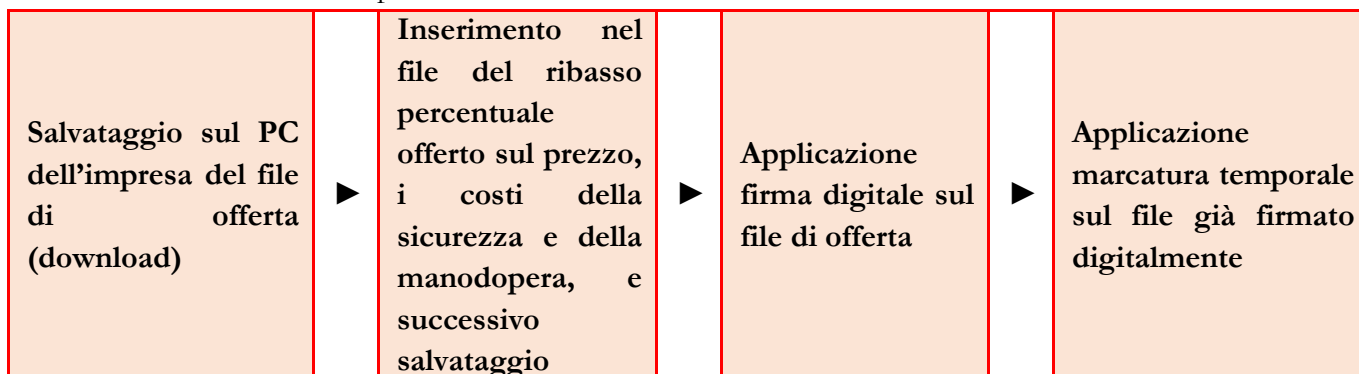 Salvataggio sul PC
dell’impresa del file
di offerta
(download)
►
Inserimento nel
file del ribasso
percentuale
offerto sul prezzo,
i costi della
sicurezza e della
manodopera, e
successivo
salvataggio
►
Applicazione
firma digitale sul
file di offerta
►
Applicazione
marcatura temporale
sul file già firmato
digitalmente